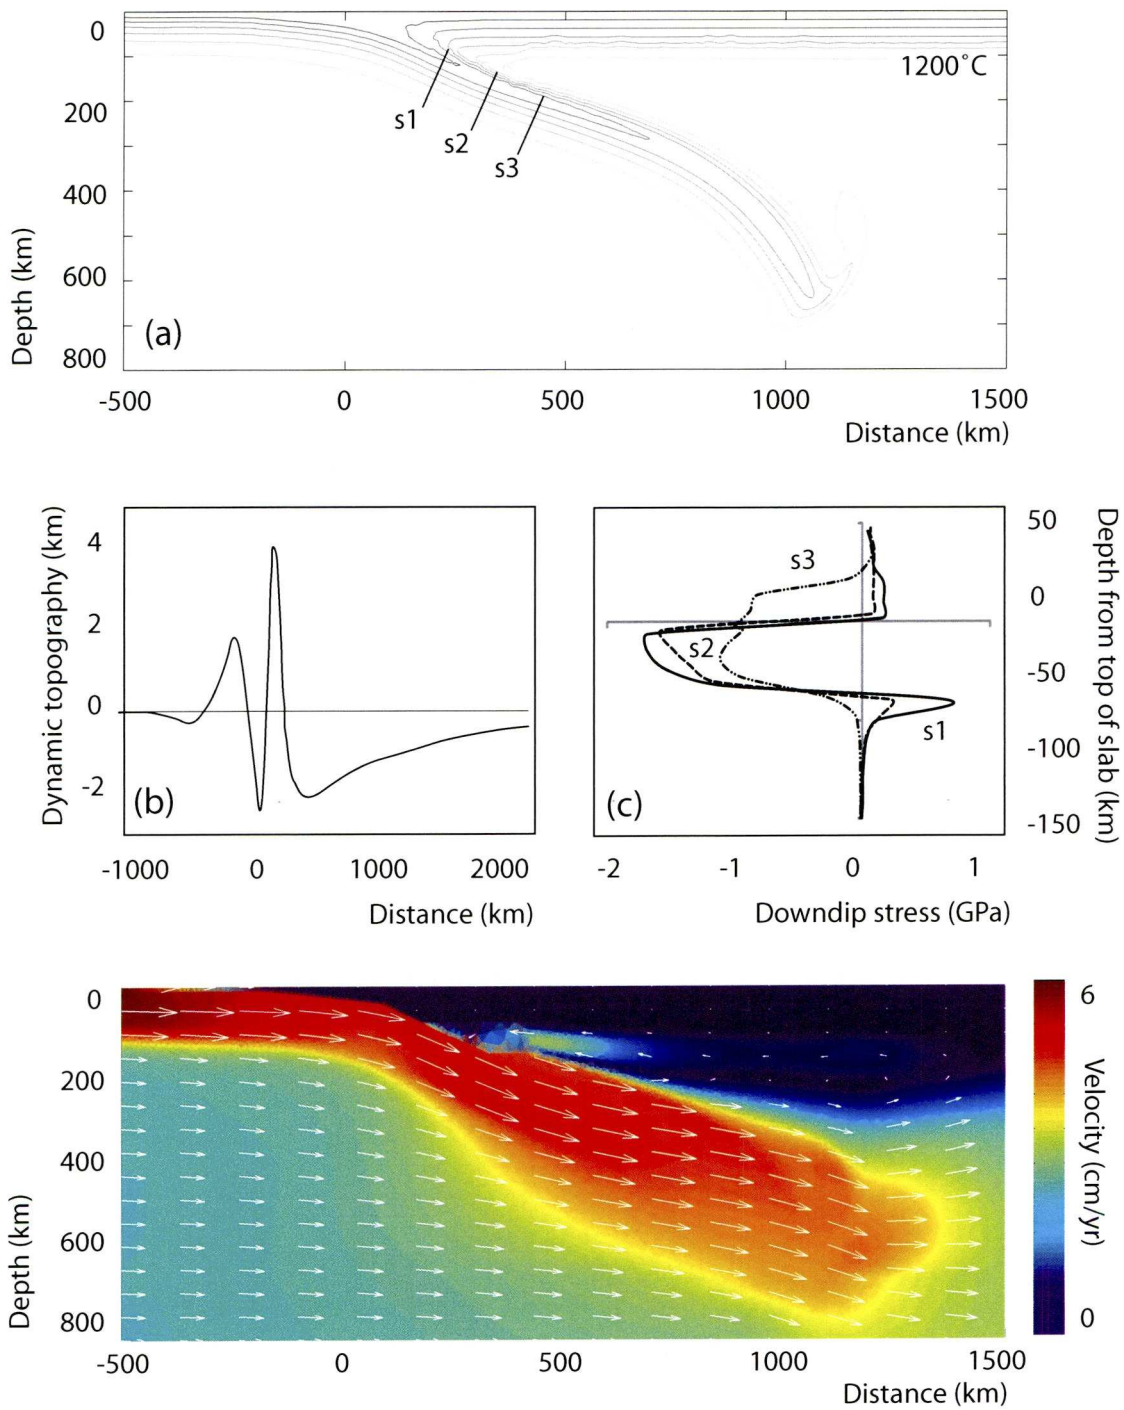 0
200
400
600
800
Depth (km)
1200°C
s1
s2
s3
(a)
-500
0
500
1000
1500
Distance (km)
Dynamic topography (km)
4
2
0
-2
(b)
-1000
0
1000
2000
Distance (km)
s3
s2
s1
(c)
50
0
-50
-100
-150
Depth from top of slab (km)
-2
-1
0
1
Downdip stress (GPa)
0
200
400
600
800
Depth (km)
6
0
Velocity (cm/yr)
-500
0
500
1000
1500
Distance (km)